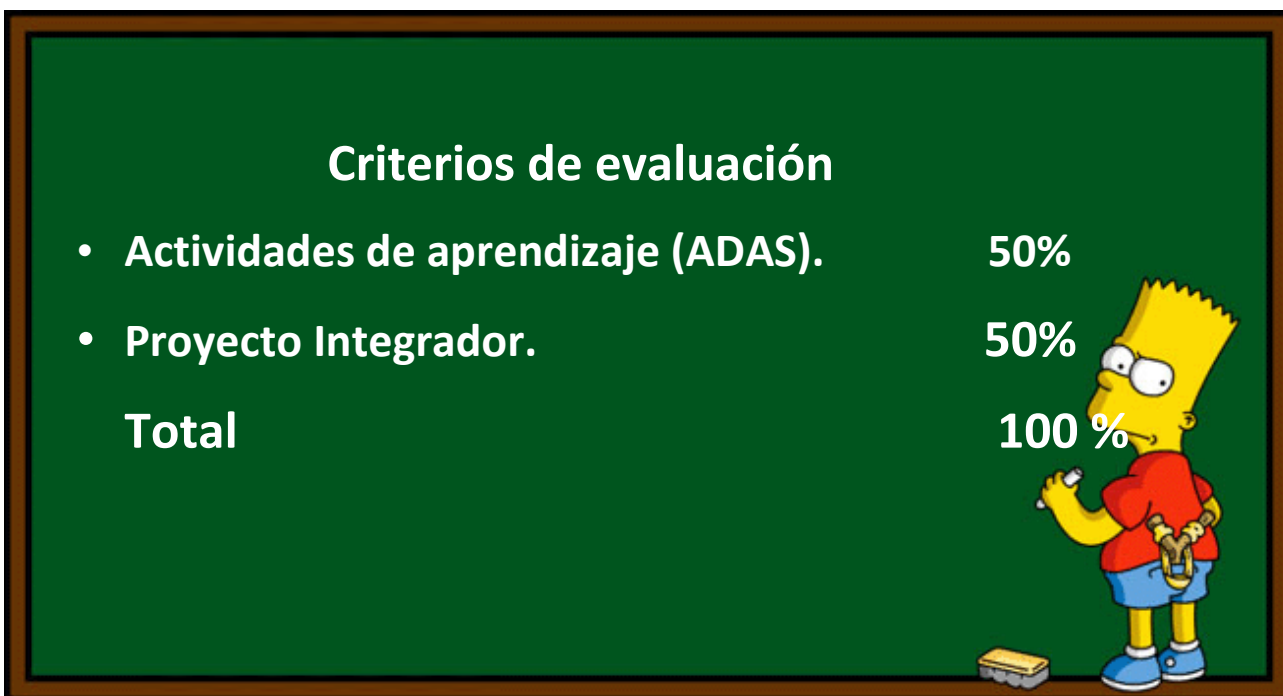 Criterios de evaluación
• Actividades de aprendizaje (ADAS). 50%
• Proyecto Integrador. 50%
Total 100 %